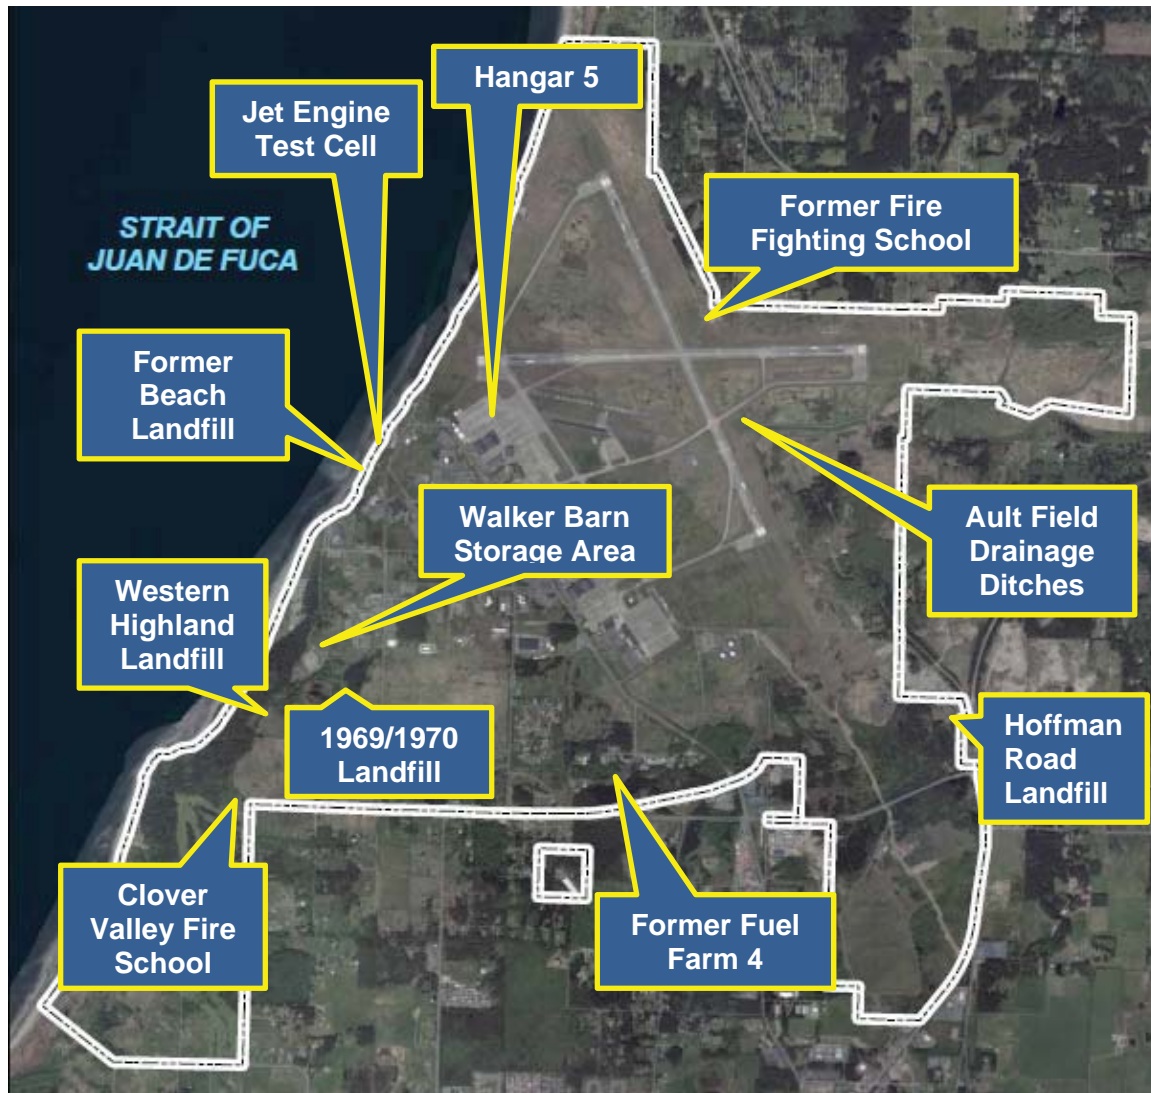 Hangar 5
Jet Engine
Test Cell
STRAIT OF
JUAN DE FUCA
Former Fire
Fighting School
Former
Beach
Landfill
Walker Barn
Storage Area
Ault Field
Drainage
Ditches
Western
Highland
Landfill
1969/1970
Landfill
Hoffman
Road
Landfill
Clover
Valley Fire
School
Former Fuel
Farm 4